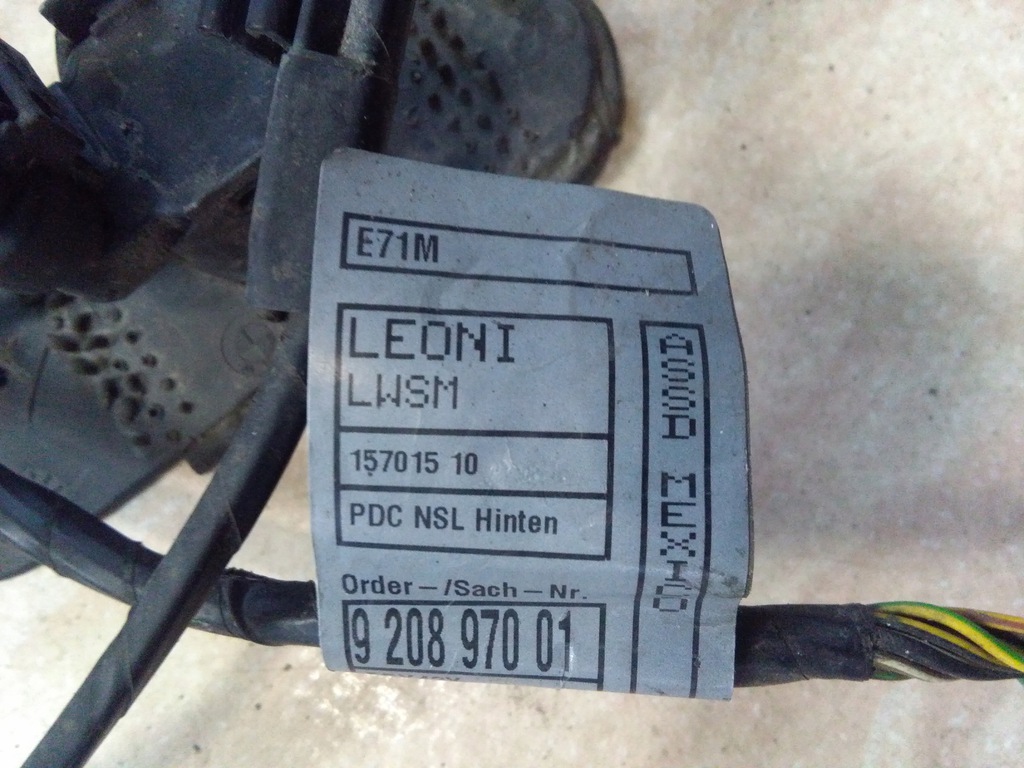 E71M
LEONI
LWSM
157015 10
PDC NSL Hinten
Order-/Sach-Nr.
9 208 970 01
ASSD MEXICO